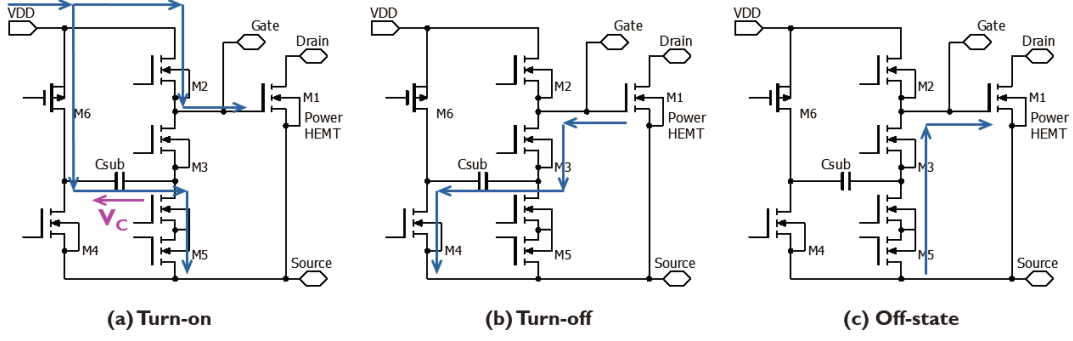 VDD
Gate
Drain
M2
M1
M6
Power
HEMT
M3
Csub
VC
M4
M5
Source
(a) Turn-on
VDD
Gate
Drain
M2
M1
M6
Power
HEMT
M3
Csub
M4
M5
Source
(b) Turn-off
VDD
Gate
Drain
M2
M1
M6
Power
HEMT
M3
Csub
M4
M5
Source
(c) Off-state